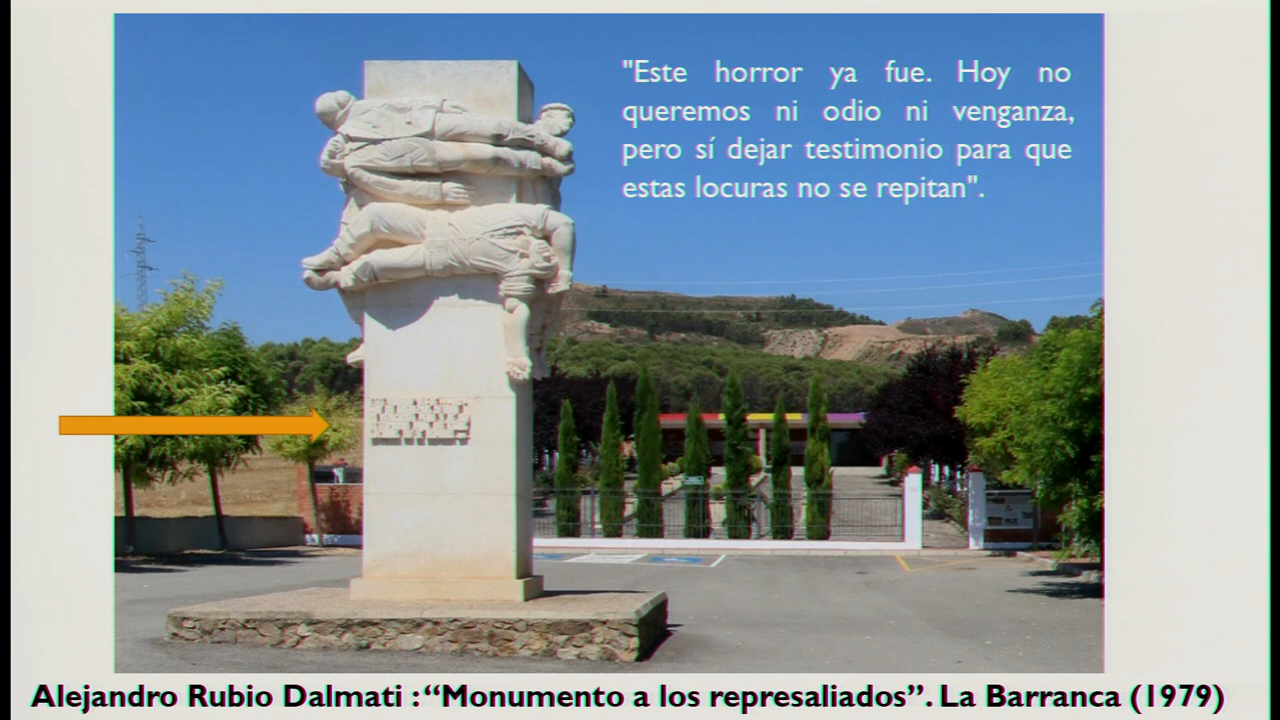 "Este horror ya fue. Hoy no
queremos ni odio ni venganza,
pero sí dejar testimonio para que
estas locuras no se repitan".
Alejandro Rubio Dalmati : “Monumento a los represaliados”. La Barranca (1979)